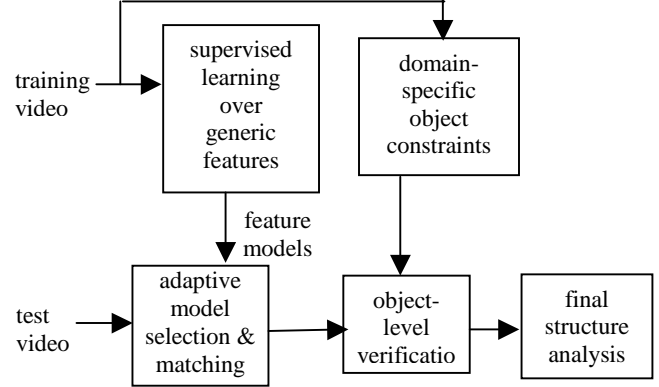 training
video
supervised
learning
over
generic
features
domain-
specific
object
constraints
feature
models
test
video
adaptive
model
selection &
matching
object-
level
verificatio
final
structure
analysis